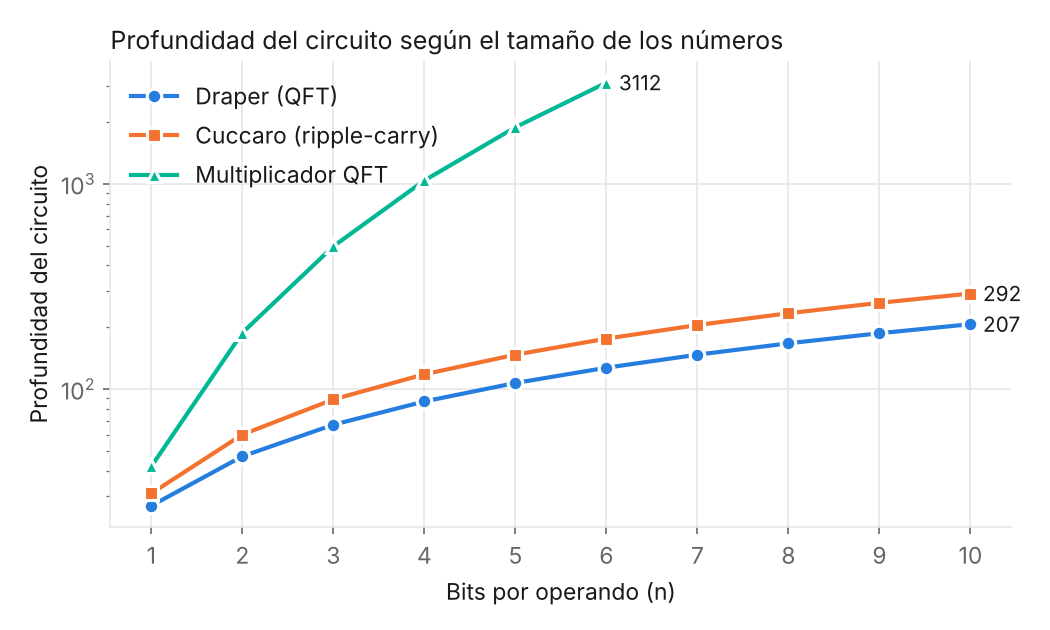 Profundidad del circuito según el tamaño de los números
Draper (QFT)
Cuccaro (ripple-carry)
Multiplicador QFT
3112
292
207
10³
10²
Profundidad del circuito
1 2 3 4 5 6 7 8 9 10
Bits por operando (n)